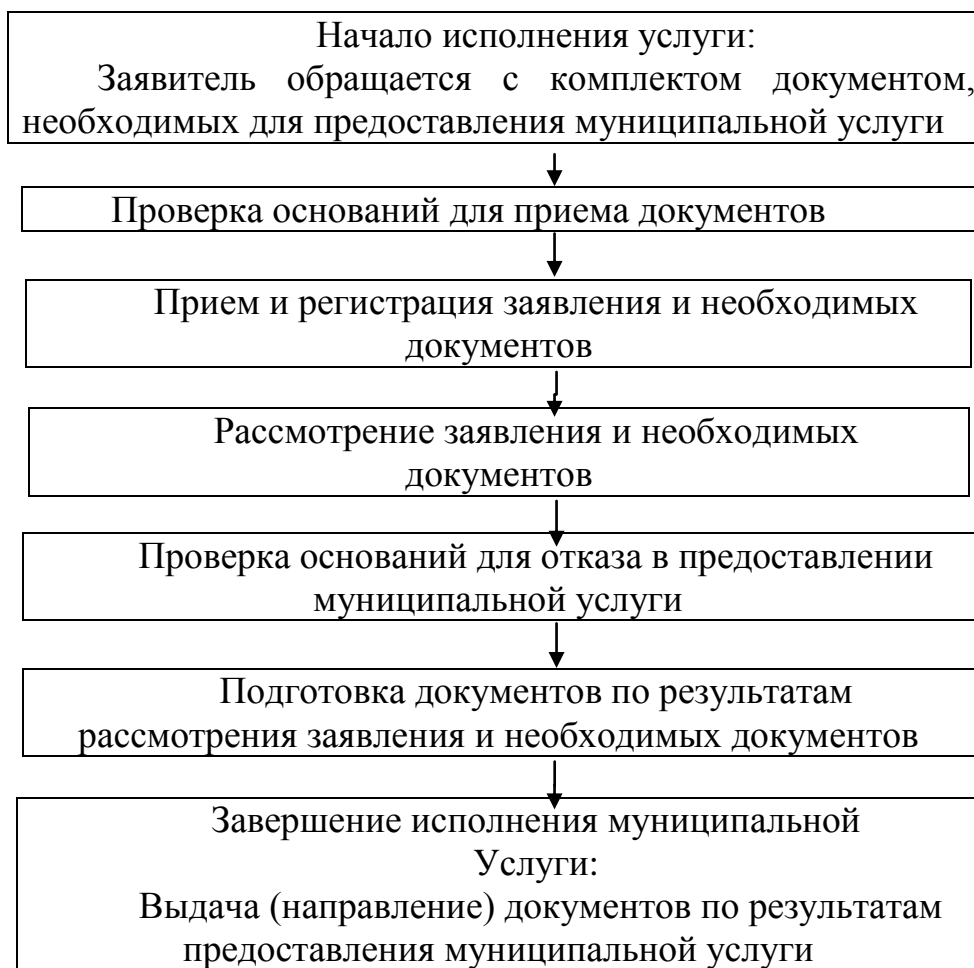 Начало исполнения услуги:
Заявитель обращается с комплектом документом,
необходимых для предоставления муниципальной услуги
Проверка оснований для приема документов
Прием и регистрация заявления и необходимых
документов
Рассмотрение заявления и необходимых
документов
Проверка оснований для отказа в предоставлении
муниципальной услуги
Подготовка документов по результатам
рассмотрения заявления и необходимых документов
Завершение исполнения муниципальной
Услуги:
Выдача (направление) документов по результатам
предоставления муниципальной услуги